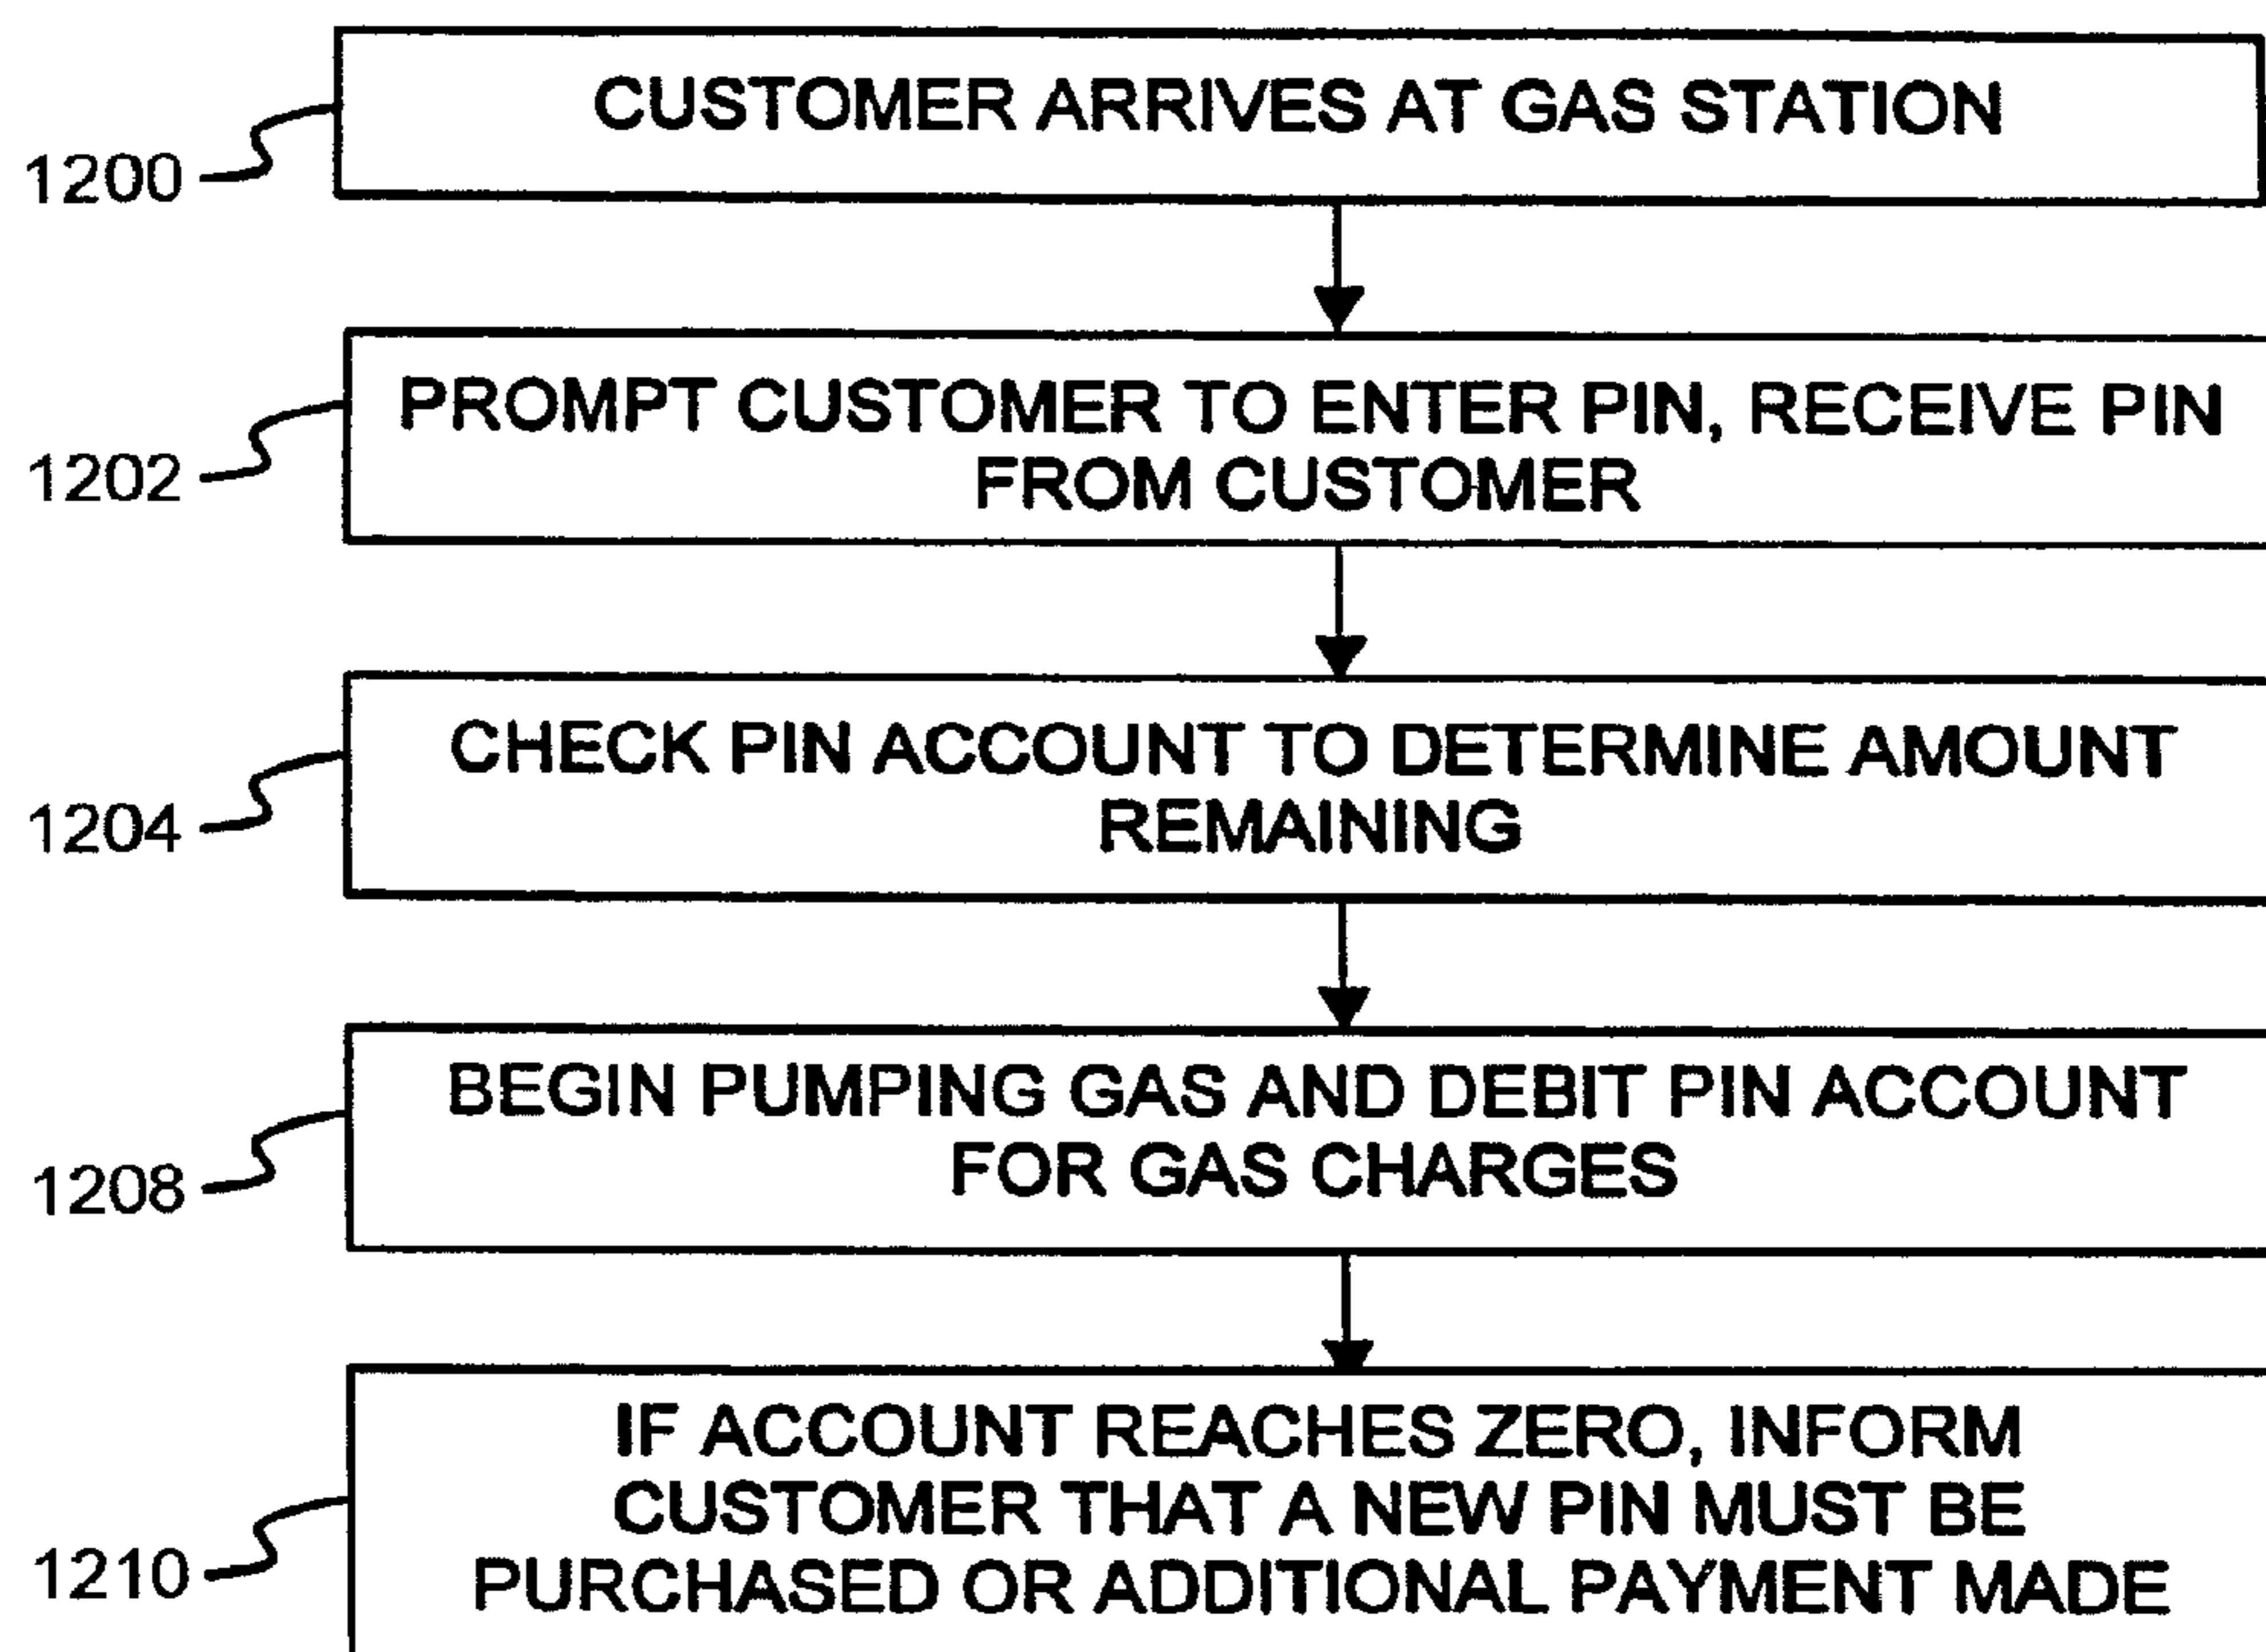 CUSTOMER ARRIVES AT GAS STATION
1200
PROMPT CUSTOMER TO ENTER PIN, RECEIVE PIN
FROM CUSTOMER
1202
CHECK PIN ACCOUNT TO DETERMINE AMOUNT
REMAINING
1204
BEGIN PUMPING GAS AND DEBIT PIN ACCOUNT
FOR GAS CHARGES
1208
IF ACCOUNT REACHES ZERO, INFORM
CUSTOMER THAT A NEW PIN MUST BE
PURCHASED OR ADDITIONAL PAYMENT MADE
1210